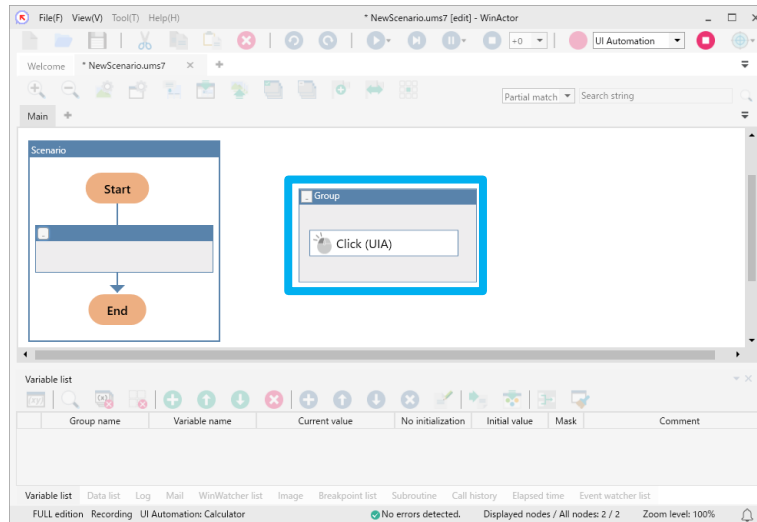 File(F) View(V) Tool(T) Help(H) * NewScenario.ums7 [edit] - WinActor
+0 UI Automation
Welcome * NewScenario.ums7 × +
Partial match Search string
Main +
Scenario
Start
End
Group
Click (UIA)
Variable list
Group name Variable name Current value No initialization Initial value Mask Comment
Variable list Data list Log Mail WinWatcher list Image Breakpoint list Subroutine Call history Elapsed time Event watcher list
FULL edition Recording UI Automation: Calculator No errors detected. Displayed nodes / All nodes: 2 / 2 Zoom level: 100%